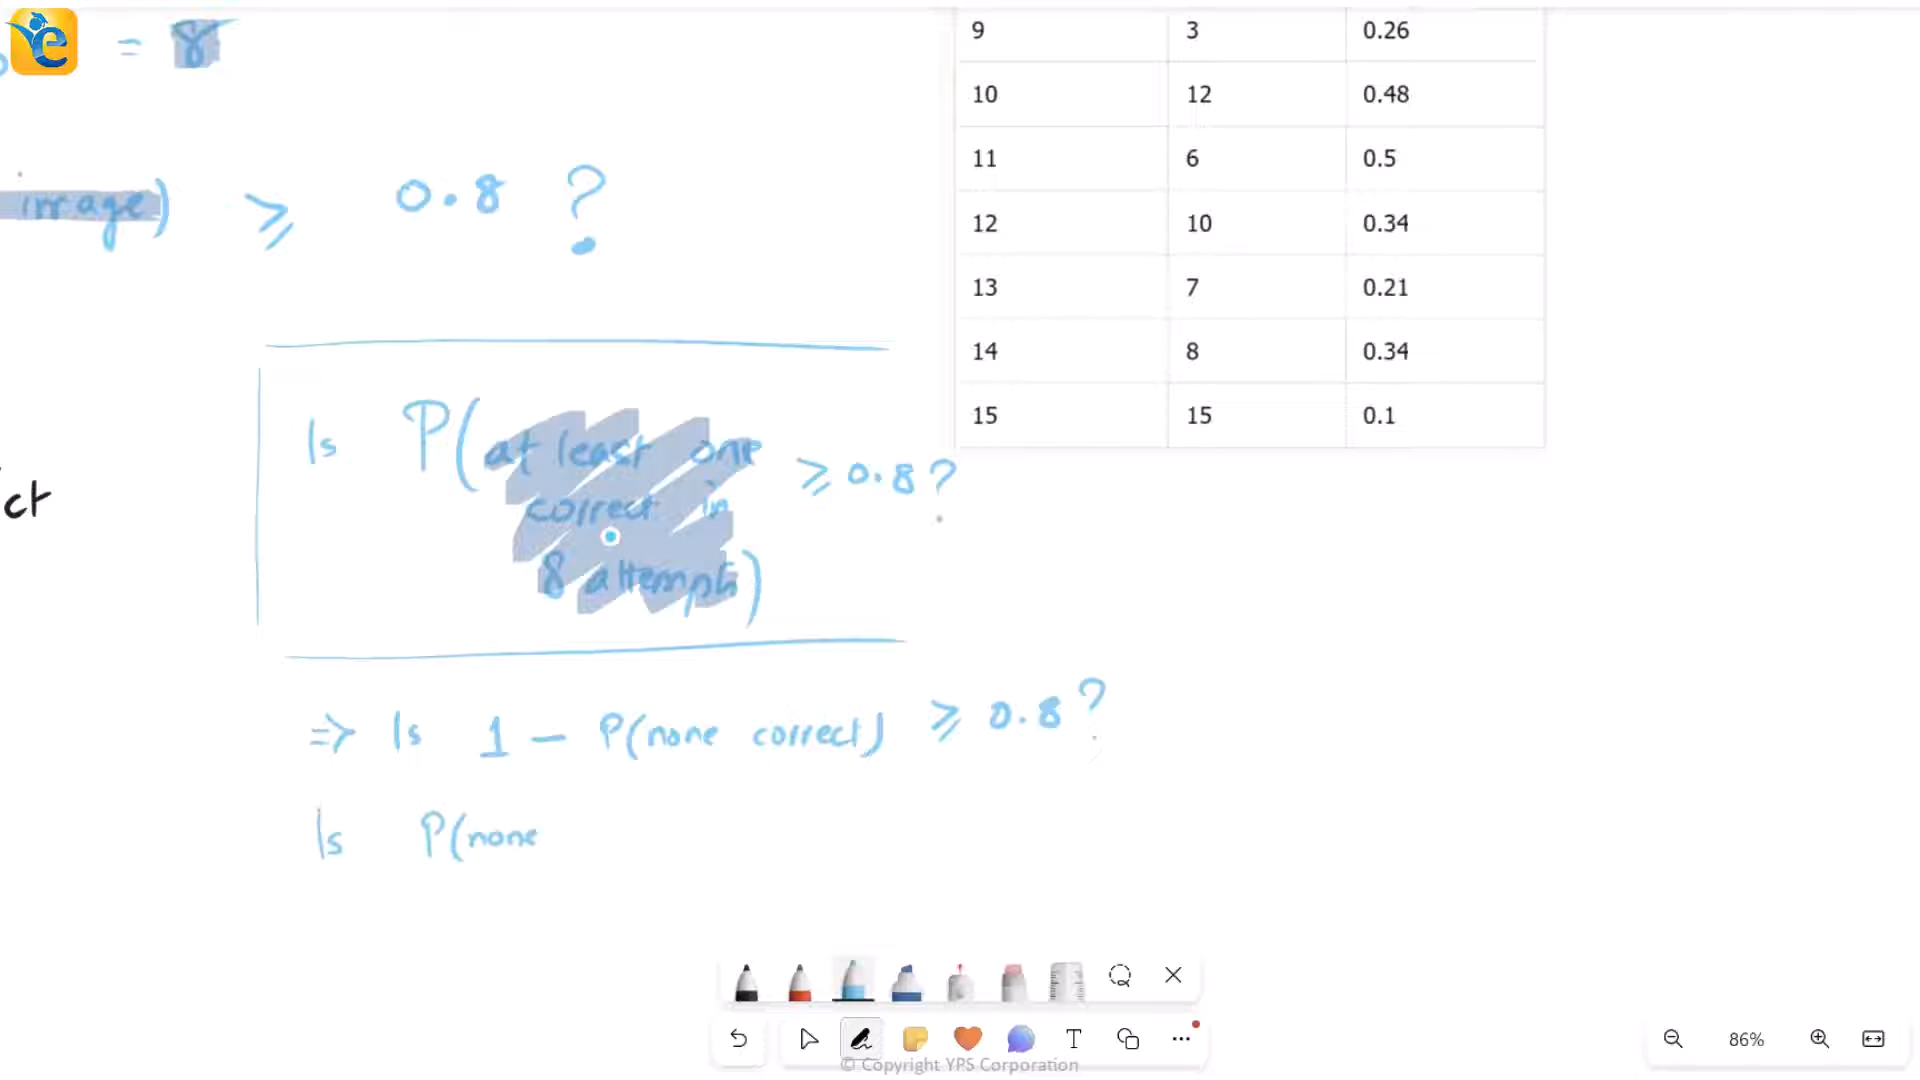 = 8
image) ≥ 0.8 ?
ct
Is P(at least one
correct in
8 attempts) ≥ 0.8 ?
⇒ Is 1 – P(none correct) ≥ 0.8 ?
Is P(none
9 3 0.26
10 12 0.48
11 6 0.5
12 10 0.34
13 7 0.21
14 8 0.34
15 15 0.1
T
86%
© Copyright YPS Corporation